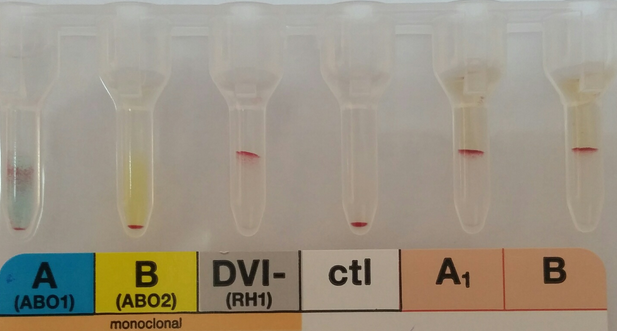 A B DVI- ctl A1 B
(ABO1) (ABO2) (RH1)
monoclonal